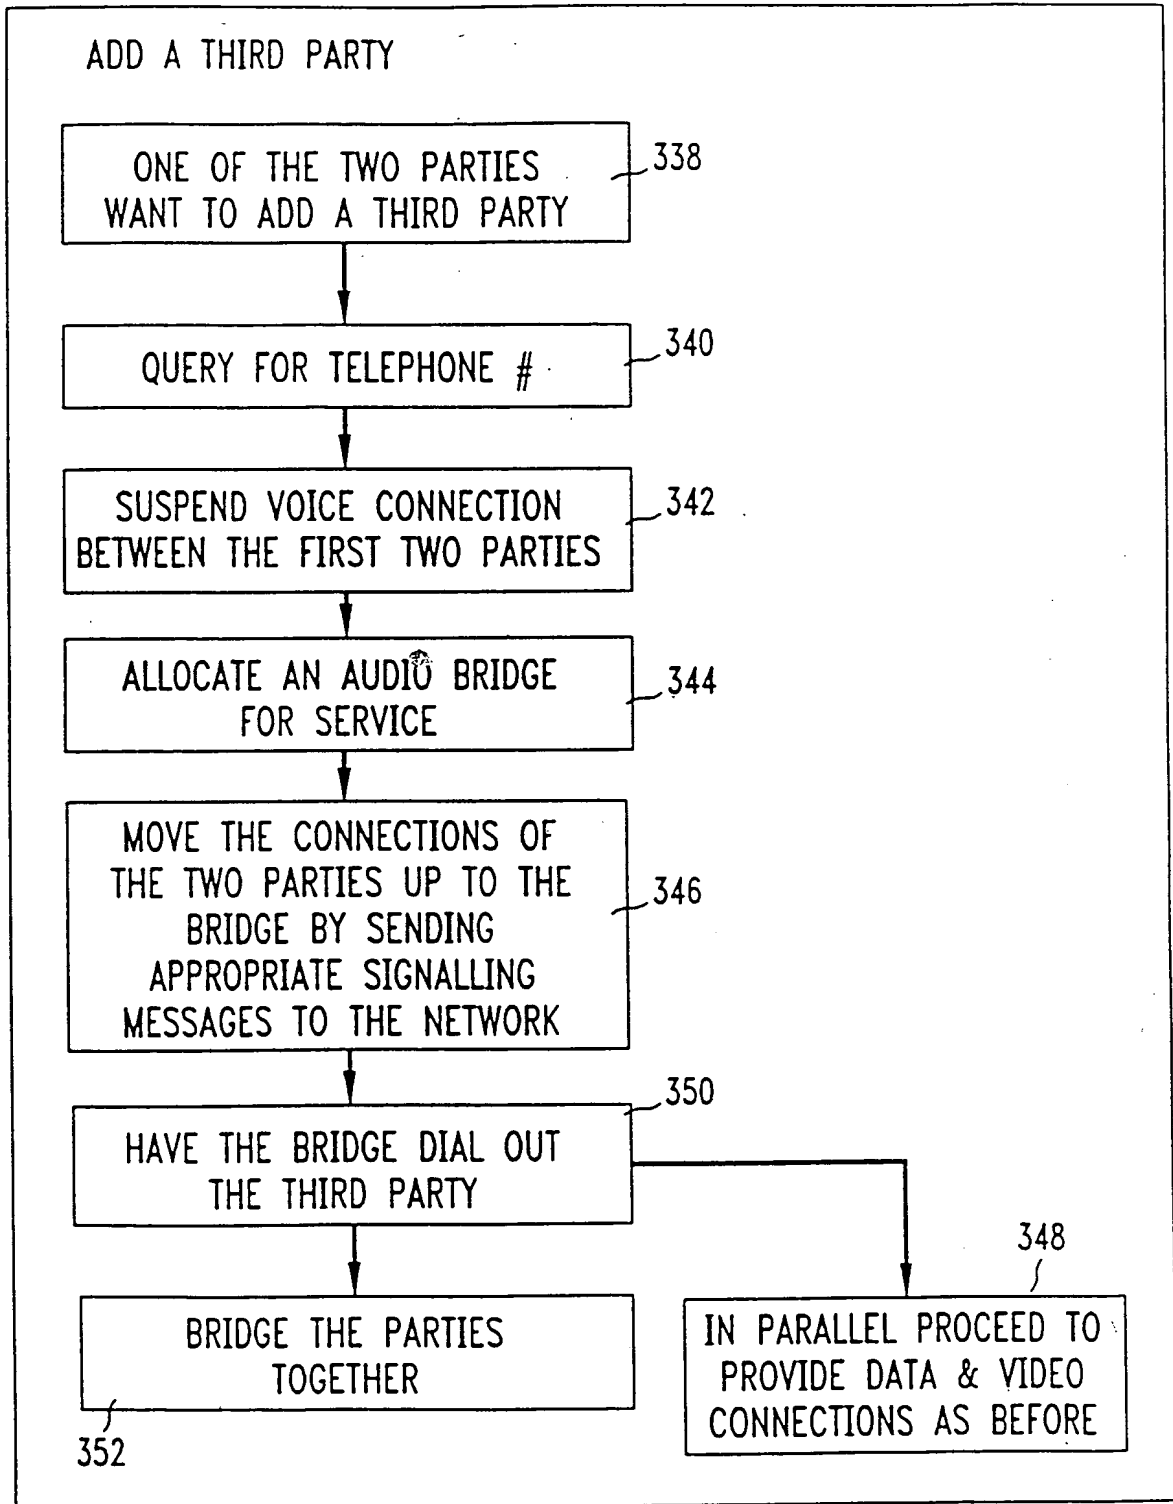 ADD A THIRD PARTY
ONE OF THE TWO PARTIES
WANT TO ADD A THIRD PARTY
338
QUERY FOR TELEPHONE #
340
SUSPEND VOICE CONNECTION
BETWEEN THE FIRST TWO PARTIES
342
ALLOCATE AN AUDIO BRIDGE
FOR SERVICE
344
MOVE THE CONNECTIONS OF
THE TWO PARTIES UP TO THE
BRIDGE BY SENDING
APPROPRIATE SIGNALLING
MESSAGES TO THE NETWORK
346
350
HAVE THE BRIDGE DIAL OUT
THE THIRD PARTY
BRIDGE THE PARTIES
TOGETHER
352
348
IN PARALLEL PROCEED TO
PROVIDE DATA & VIDEO
CONNECTIONS AS BEFORE